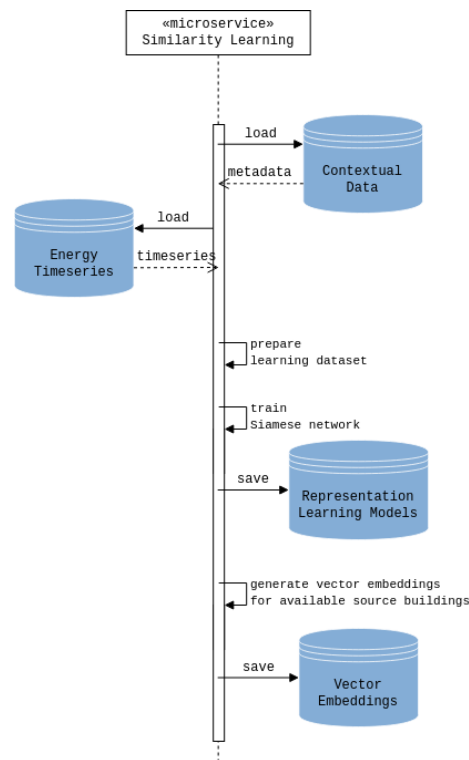 «microservice»
Similarity Learning
load
Contextual
Data
metadata
load
Energy
Timeseries
timeseries
prepare
learning dataset
train
Siamese network
save
Representation
Learning Models
generate vector embeddings
for available source buildings
save
Vector
Embeddings